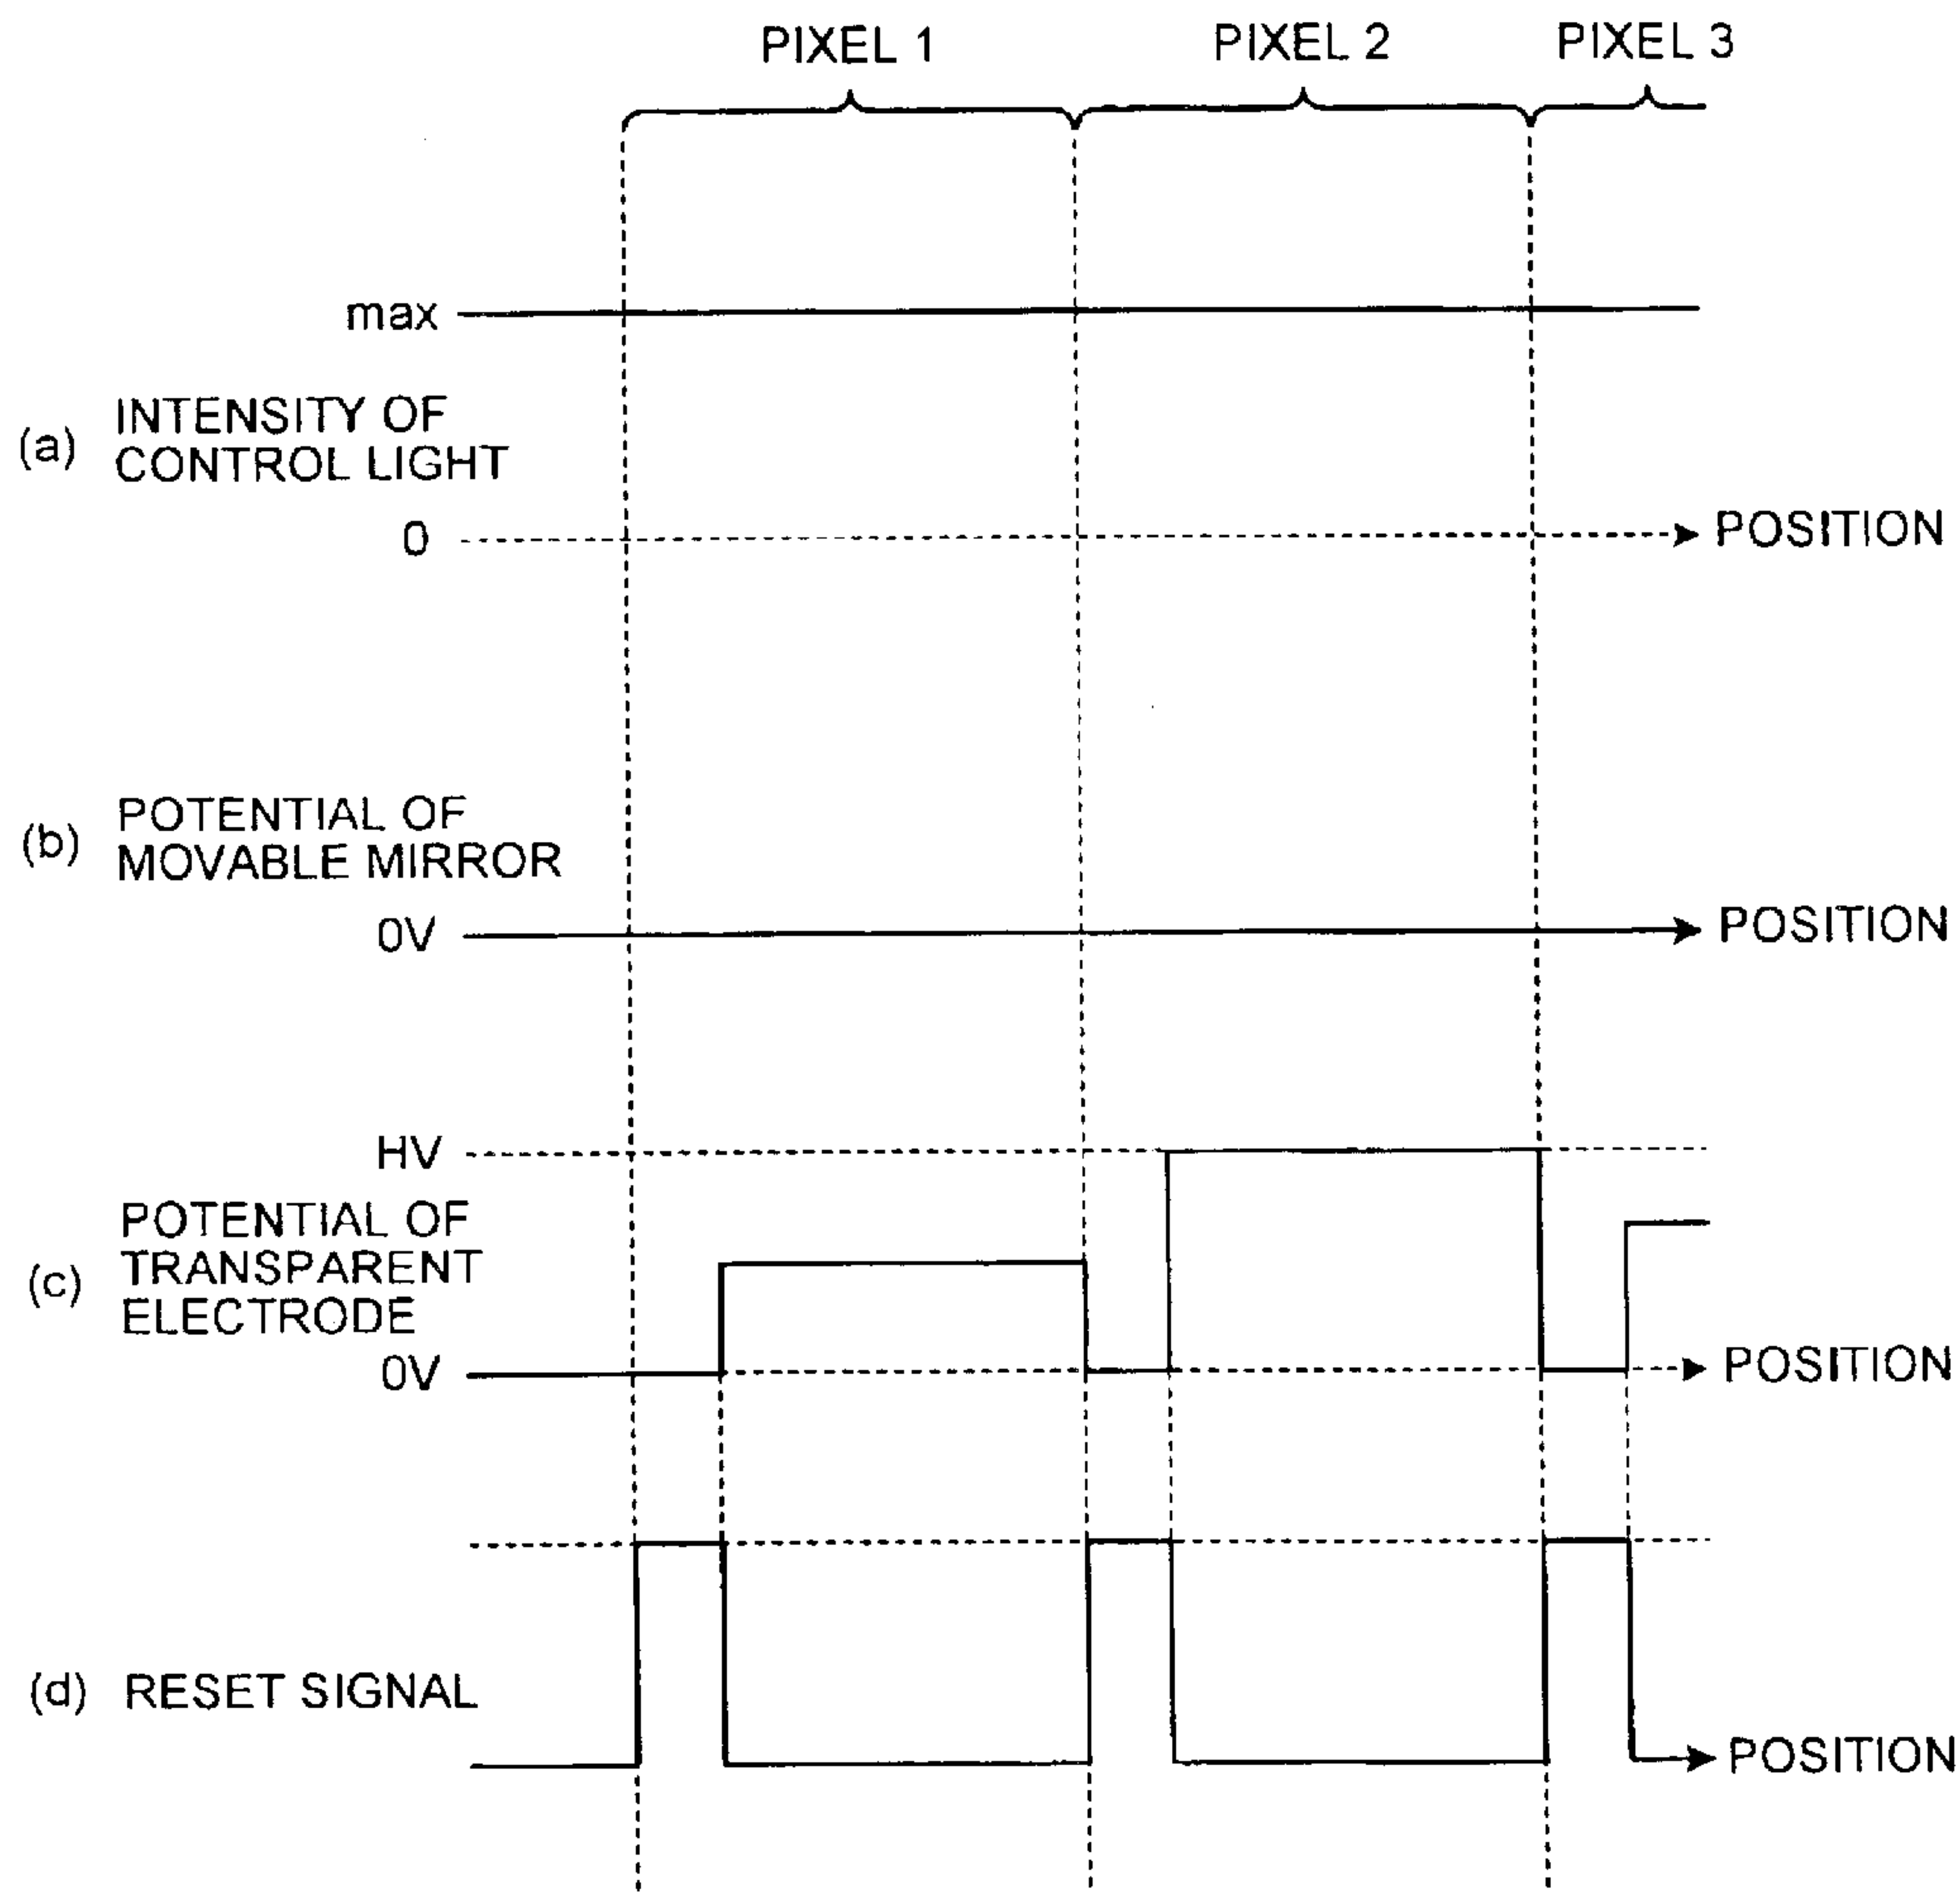 PIXEL 1 PIXEL 2 PIXEL 3
max
(a) INTENSITY OF
CONTROL LIGHT
0 POSITION
(b) POTENTIAL OF
MOVABLE MIRROR
0V POSITION
HV
(c) POTENTIAL OF
TRANSPARENT
ELECTRODE
0V POSITION
(d) RESET SIGNAL
POSITION